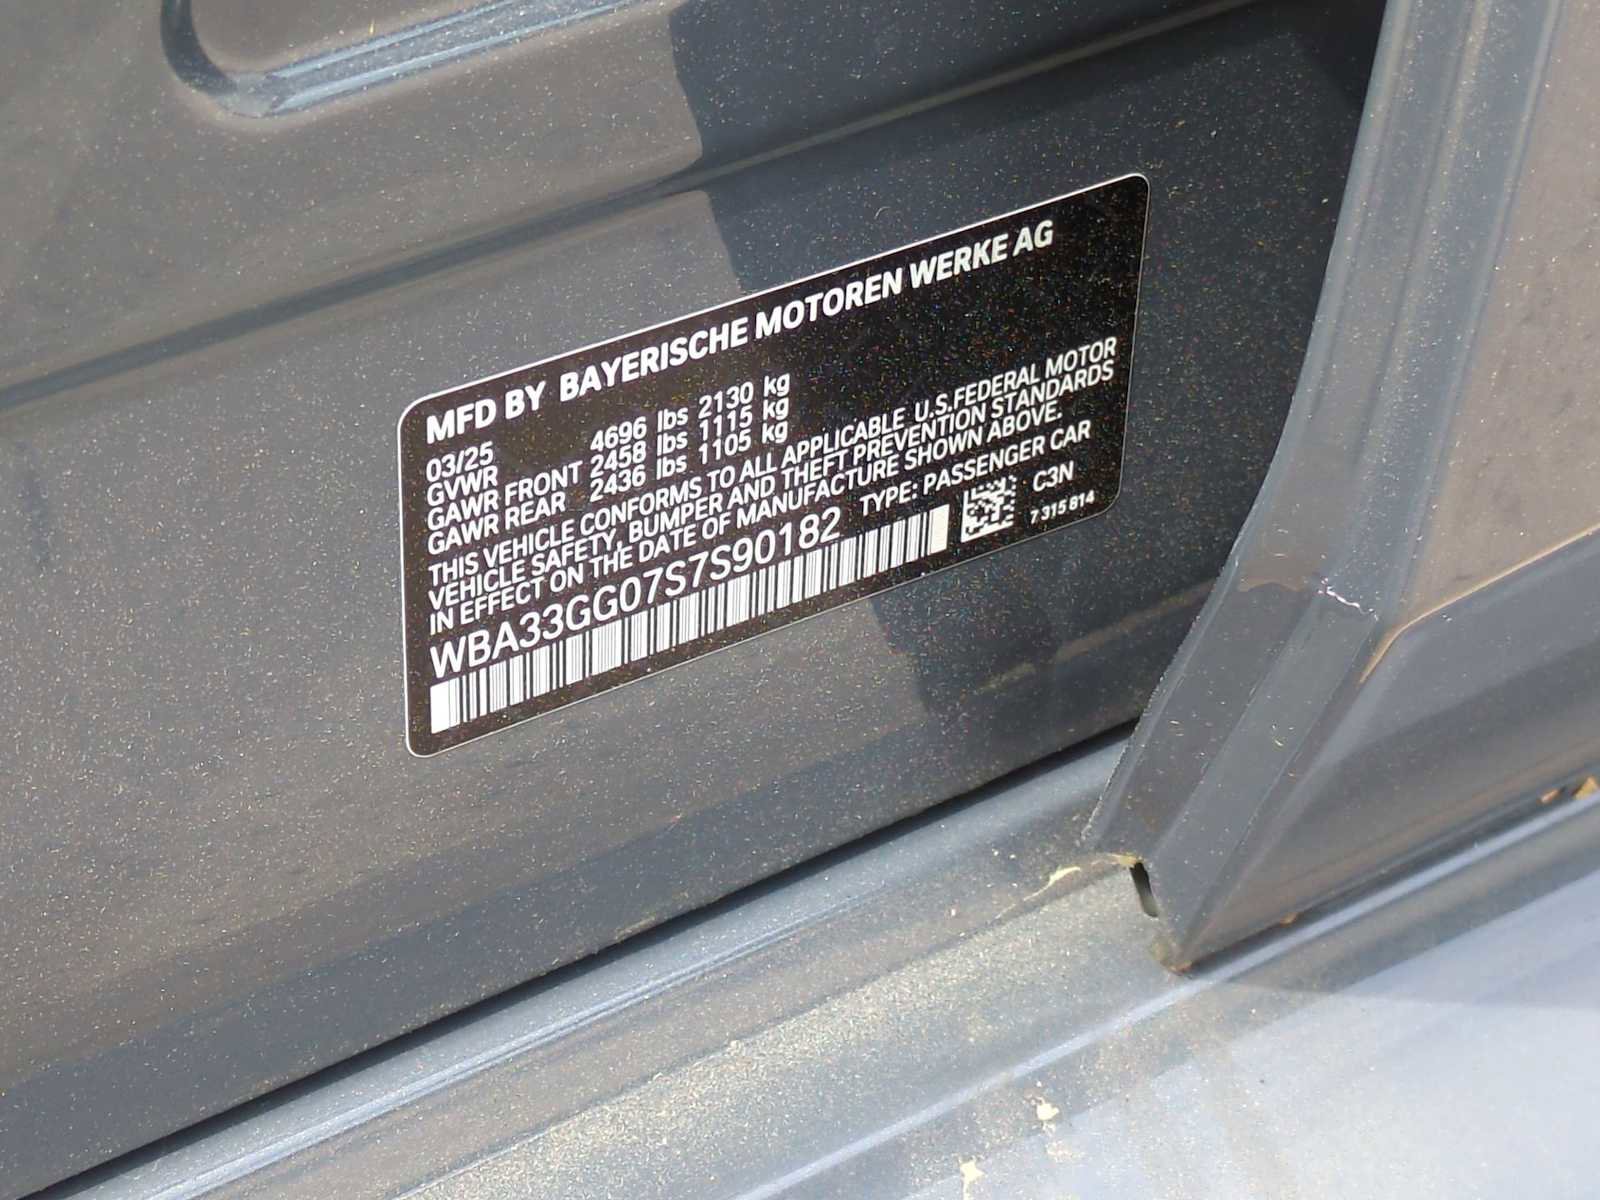 MFD BY BAYERISCHE MOTOREN WERKE AG
03/25
GVWR 4696 lbs 2130 kg
GAWR FRONT 2458 lbs 1115 kg
GAWR REAR 2436 lbs 1105 kg
THIS VEHICLE CONFORMS TO ALL APPLICABLE U.S.FEDERAL MOTOR
VEHICLE SAFETY, BUMPER AND THEFT PREVENTION STANDARDS
IN EFFECT ON THE DATE OF MANUFACTURE SHOWN ABOVE.
WBA33GG07S7S90182 TYPE: PASSENGER CAR
C3N
7 315 814